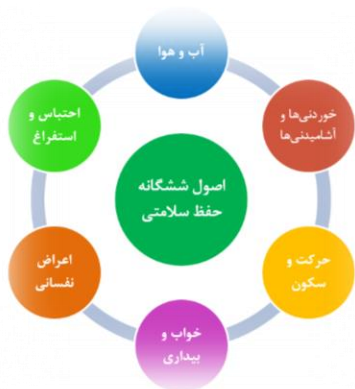 آب و هوا
خوردنی‌ها و
آشامیدنی‌ها
حرکت و
سکون
خواب و
بیداری
اعراض
نفسانی
احتباس و
استفراغ
اصول ششگانه
حفظ سلامتی